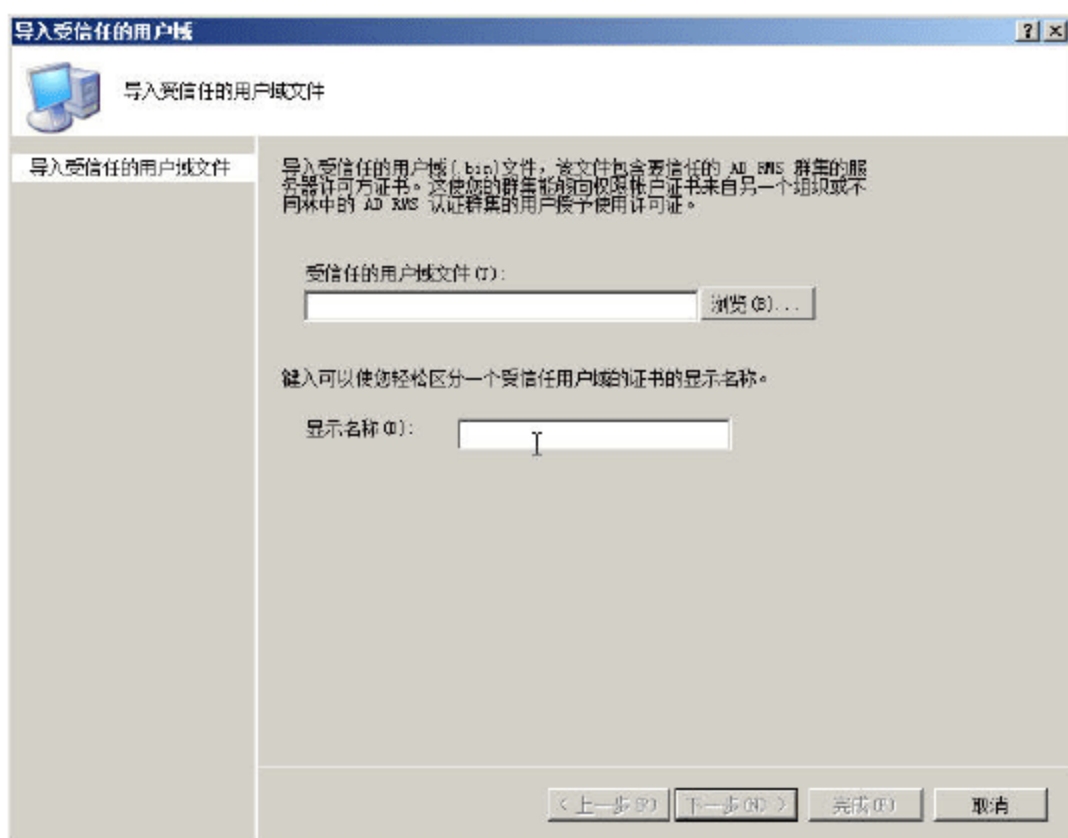 导入受信任的用户域
导入受信任的用户域文件
导入受信任的用户域文件
导入受信任的用户域(.bin)文件，该文件包含要信任的 AD RMS 群集的服
务器许可方证书。这使您的群集能够向权限帐户证书来自另一个组织或不
同林中的 AD RMS 认证群集的用户授予使用许可证。
受信任的用户域文件(T):
浏览(B)...
键入可以使您轻松区分一个受信任用户域的证书的显示名称。
显示名称(D):
< 上一步(P)
下一步(N) >
完成(F)
取消